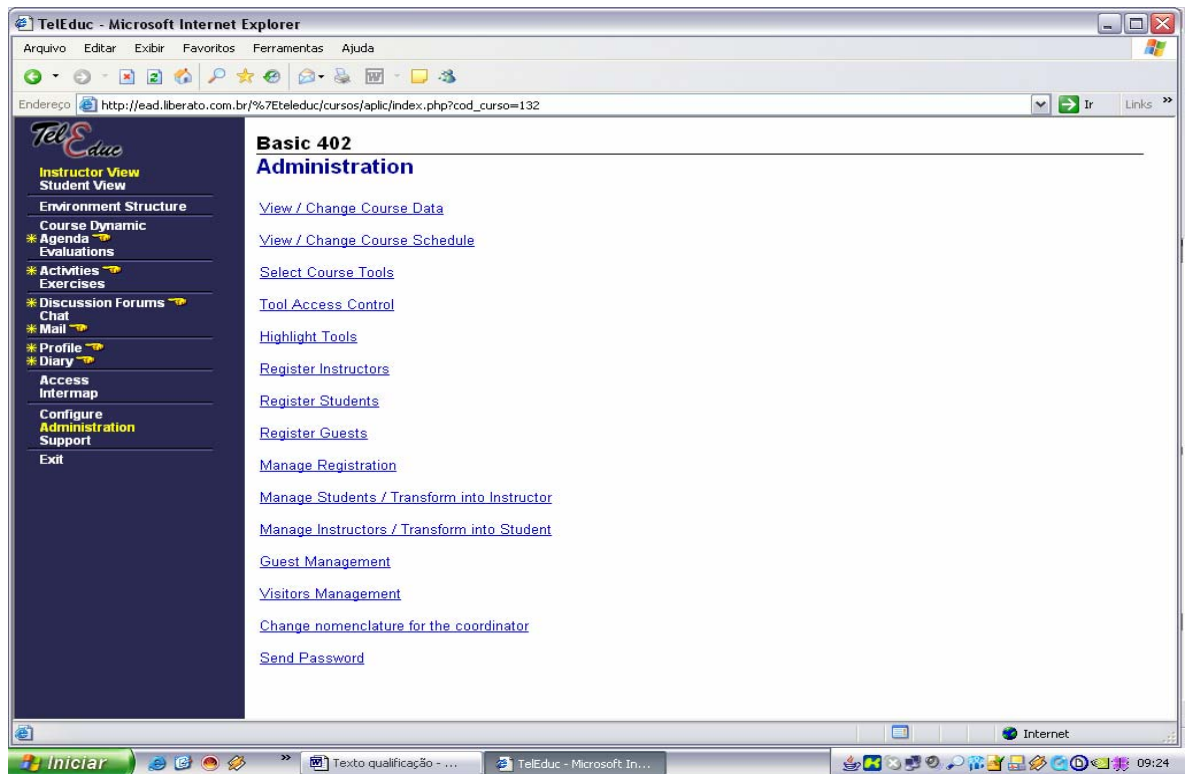 TelEduc - Microsoft Internet Explorer
Arquivo Editar Exibir Favoritos Ferramentas Ajuda
Endereço http://ead.liberato.com.br/%7Eteleduc/cursos/aplic/index.php?cod_curso=132 Ir Links »
TelEduc
Instructor View
Student View
Environment Structure
Course Dynamic
Agenda
Evaluations
Activities
Exercises
Discussion Forums
Chat
Mail
Profile
Diary
Access
Intermap
Configure
Administration
Support
Exit
Basic 402
Administration
View / Change Course Data
View / Change Course Schedule
Select Course Tools
Tool Access Control
Highlight Tools
Register Instructors
Register Students
Register Guests
Manage Registration
Manage Students / Transform into Instructor
Manage Instructors / Transform into Student
Guest Management
Visitors Management
Change nomenclature for the coordinator
Send Password
Internet
Iniciar » Texto qualificação - ... TelEduc - Microsoft In... 09:24